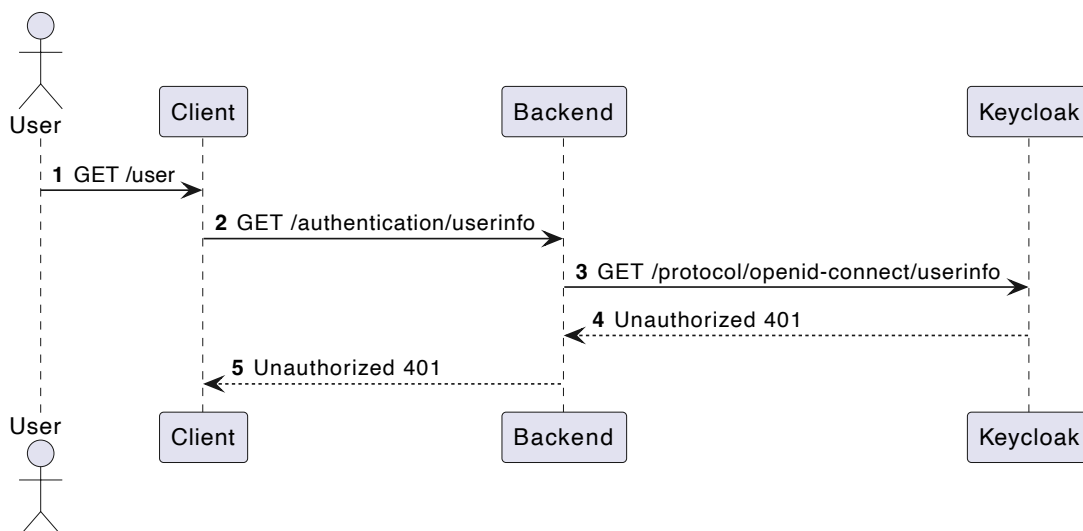 User
Client
Backend
Keycloak
1 GET /user
2 GET /authentication/userinfo
3 GET /protocol/openid-connect/userinfo
4 Unauthorized 401
5 Unauthorized 401
User
Client
Backend
Keycloak